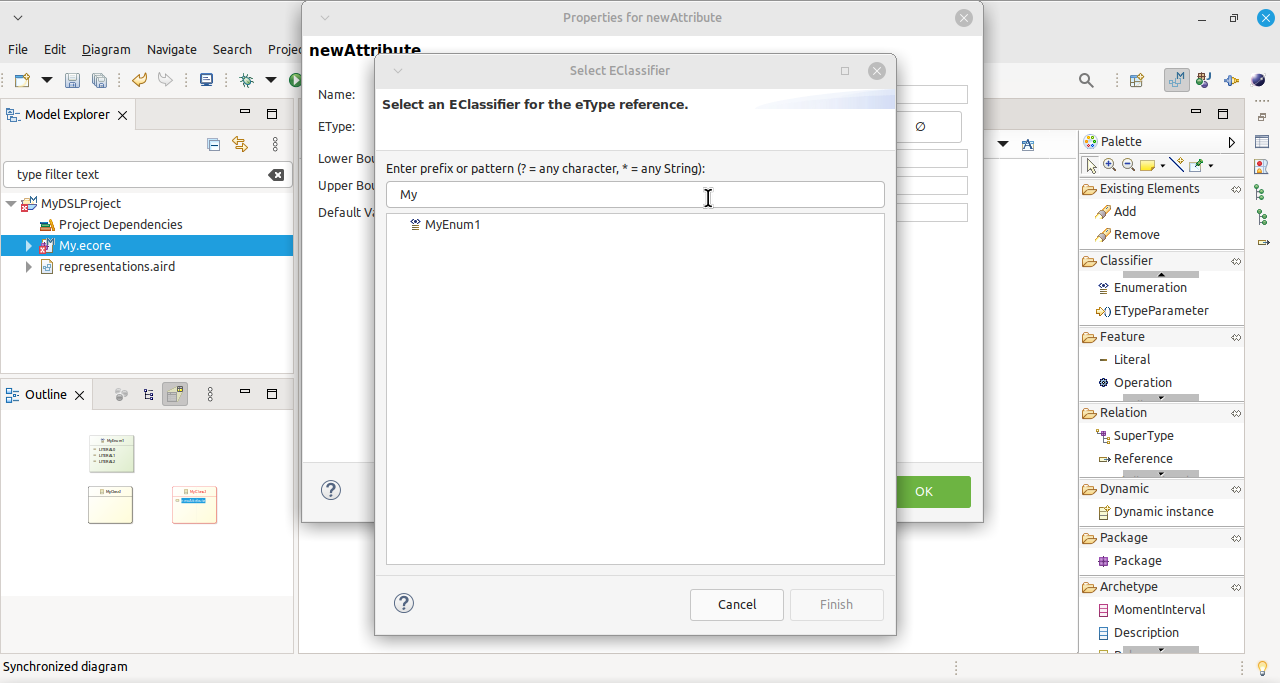 Properties for newAttribute
File Edit Diagram Navigate Search Projec
newAttribute
Select EClassifier
Select an EClassifier for the eType reference.
Name:
EType:
Lower Bou
Upper Bou
Default Va
Enter prefix or pattern (? = any character, * = any String):
My
MyEnum1
Cancel
Finish
OK
Model Explorer
type filter text
MyDSLProject
Project Dependencies
My.ecore
representations.aird
Outline
MyEnum1
Palette
Existing Elements
Add
Remove
Classifier
Enumeration
ETypeParameter
Feature
Literal
Operation
Relation
SuperType
Reference
Dynamic
Dynamic instance
Package
Package
Archetype
MomentInterval
Description
Synchronized diagram